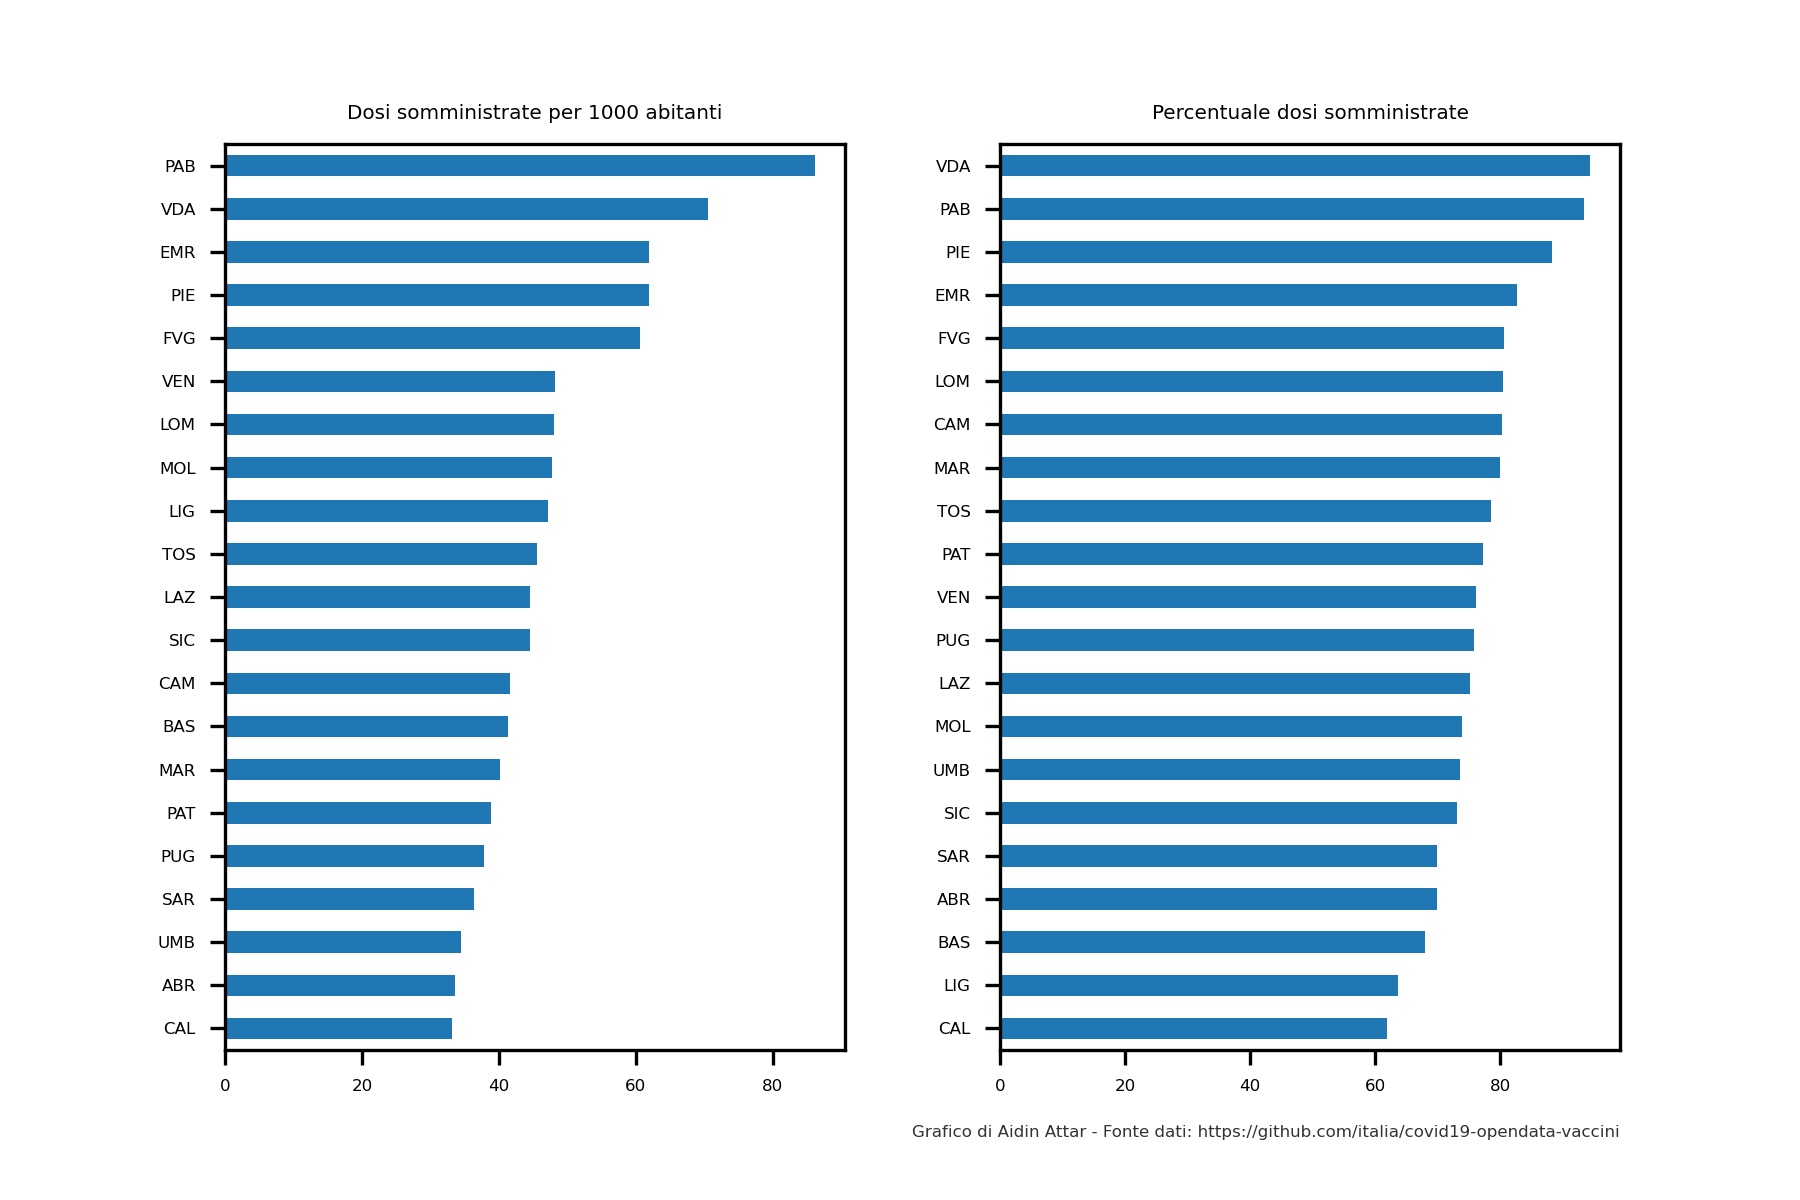 Dosi somministrate per 1000 abitanti
PAB
VDA
EMR
PIE
FVG
VEN
LOM
MOL
LIG
TOS
LAZ
SIC
CAM
BAS
MAR
PAT
PUG
SAR
UMB
ABR
CAL
0 20 40 60 80
Percentuale dosi somministrate
VDA
PAB
PIE
EMR
FVG
LOM
CAM
MAR
TOS
PAT
VEN
PUG
LAZ
MOL
UMB
SIC
SAR
ABR
BAS
LIG
CAL
0 20 40 60 80
Grafico di Aidin Attar - Fonte dati: https://github.com/italia/covid19-opendata-vaccini